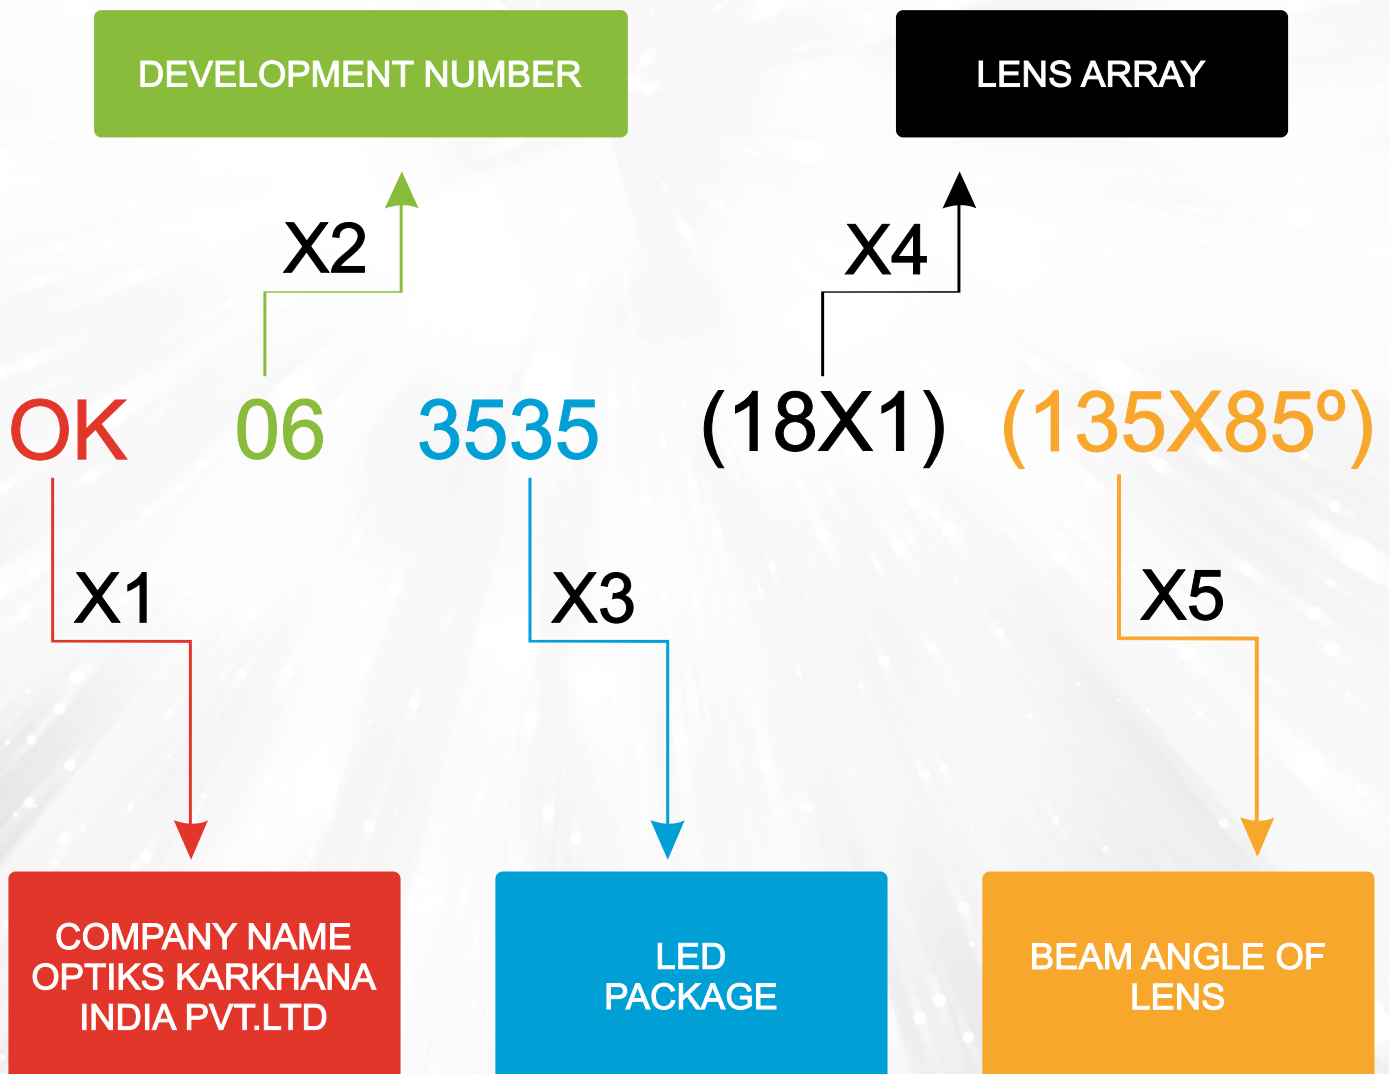 DEVELOPMENT NUMBER
LENS ARRAY
X2
X4
OK 06 3535 (18X1) (135X85º)
X1
X3
X5
COMPANY NAME
OPTIKS KARKHANA
INDIA PVT.LTD
LED
PACKAGE
BEAM ANGLE OF
LENS